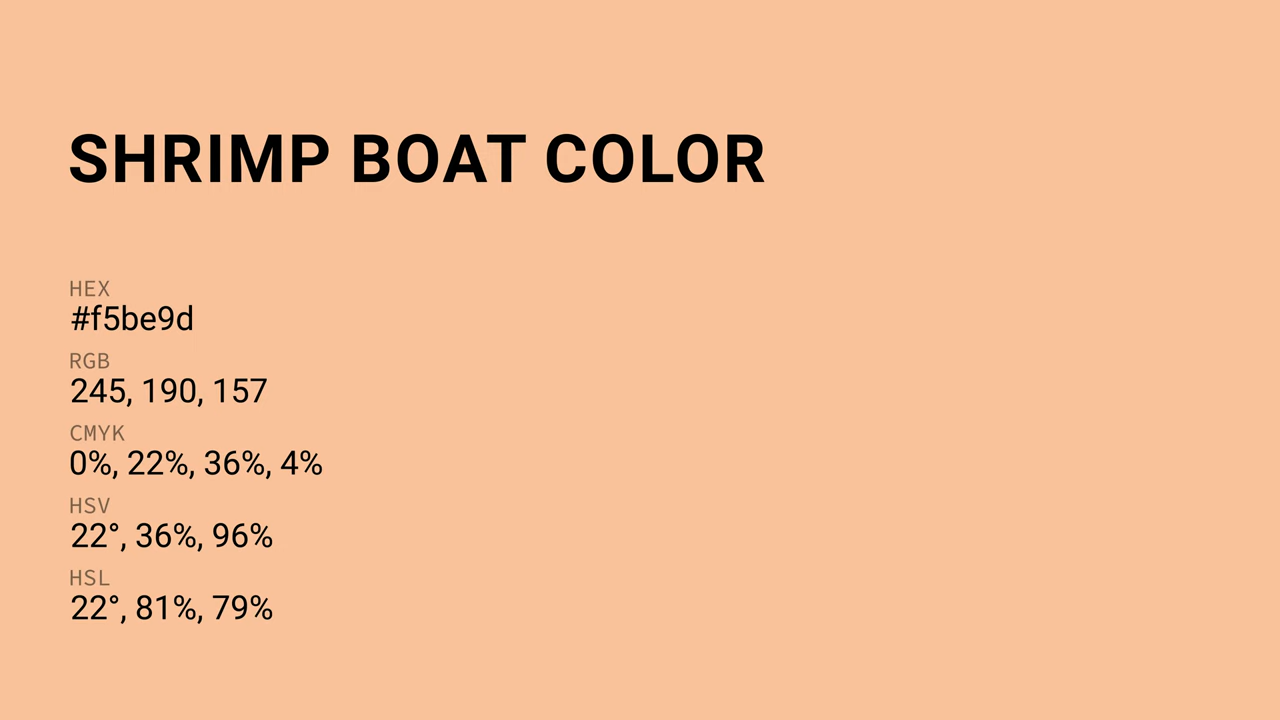 SHRIMP BOAT COLOR
HEX
#f5be9d
RGB
245, 190, 157
CMYK
0%, 22%, 36%, 4%
HSV
22°, 36%, 96%
HSL
22°, 81%, 79%